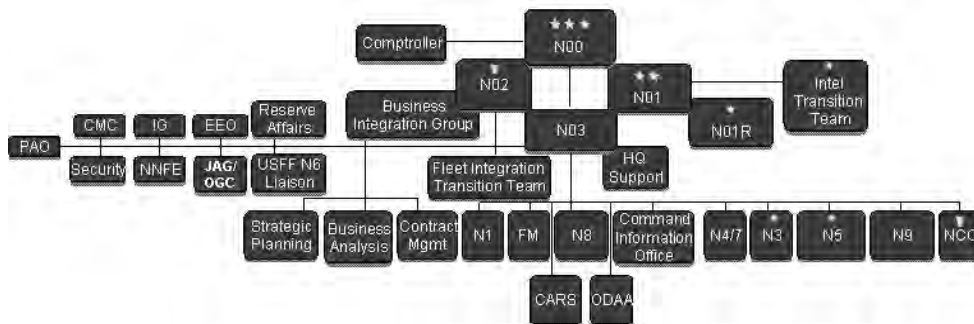 ★★★
N00
Comptroller
N02
★★
N01
★
Intel
Transition
Team
★
N01R
Business
Integration Group
N03
Reserve
Affairs
CMC
IG
EEO
PAO
Security
NNFE
JAG/
OGC
USFF N6
Liaison
Fleet Integration
Transition Team
HQ
Support
Strategic
Planning
Business
Analysis
Contract
Mgmt
N1
FM
N8
Command
Information
Office
N4/7
★
N3
★
N5
N9
CARS
ODAA